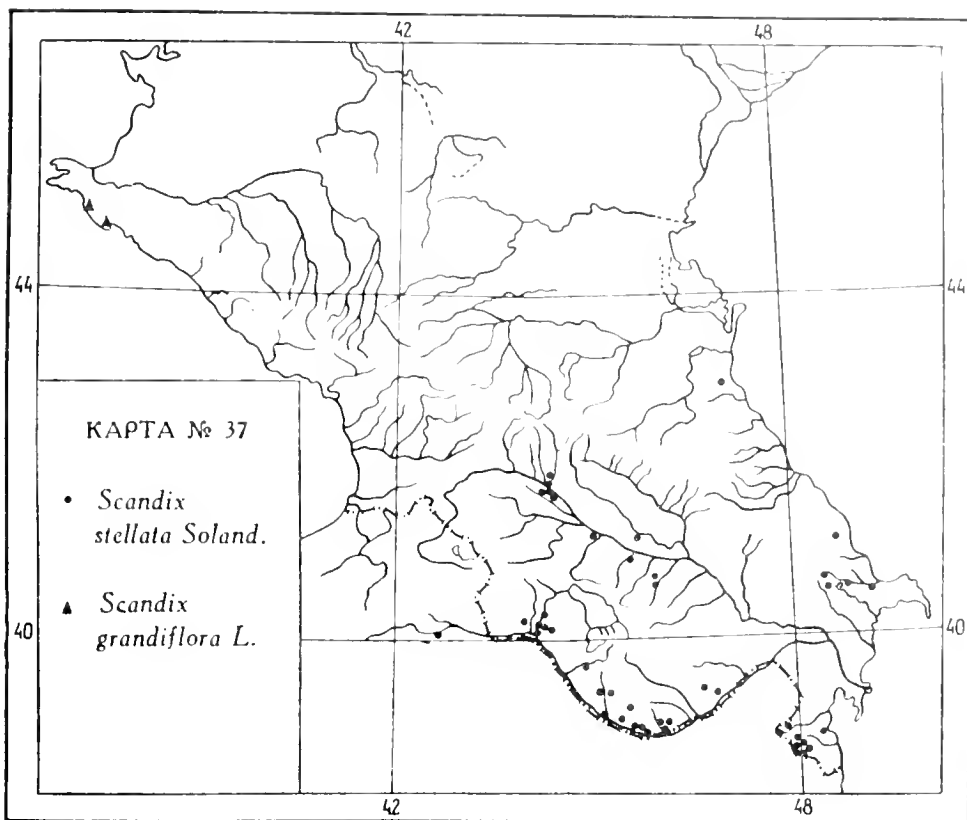 42 48
44 44
КАРТА № 37
Scandix
stellata Soland.
Scandix
grandiflora L.
40 40
42 48